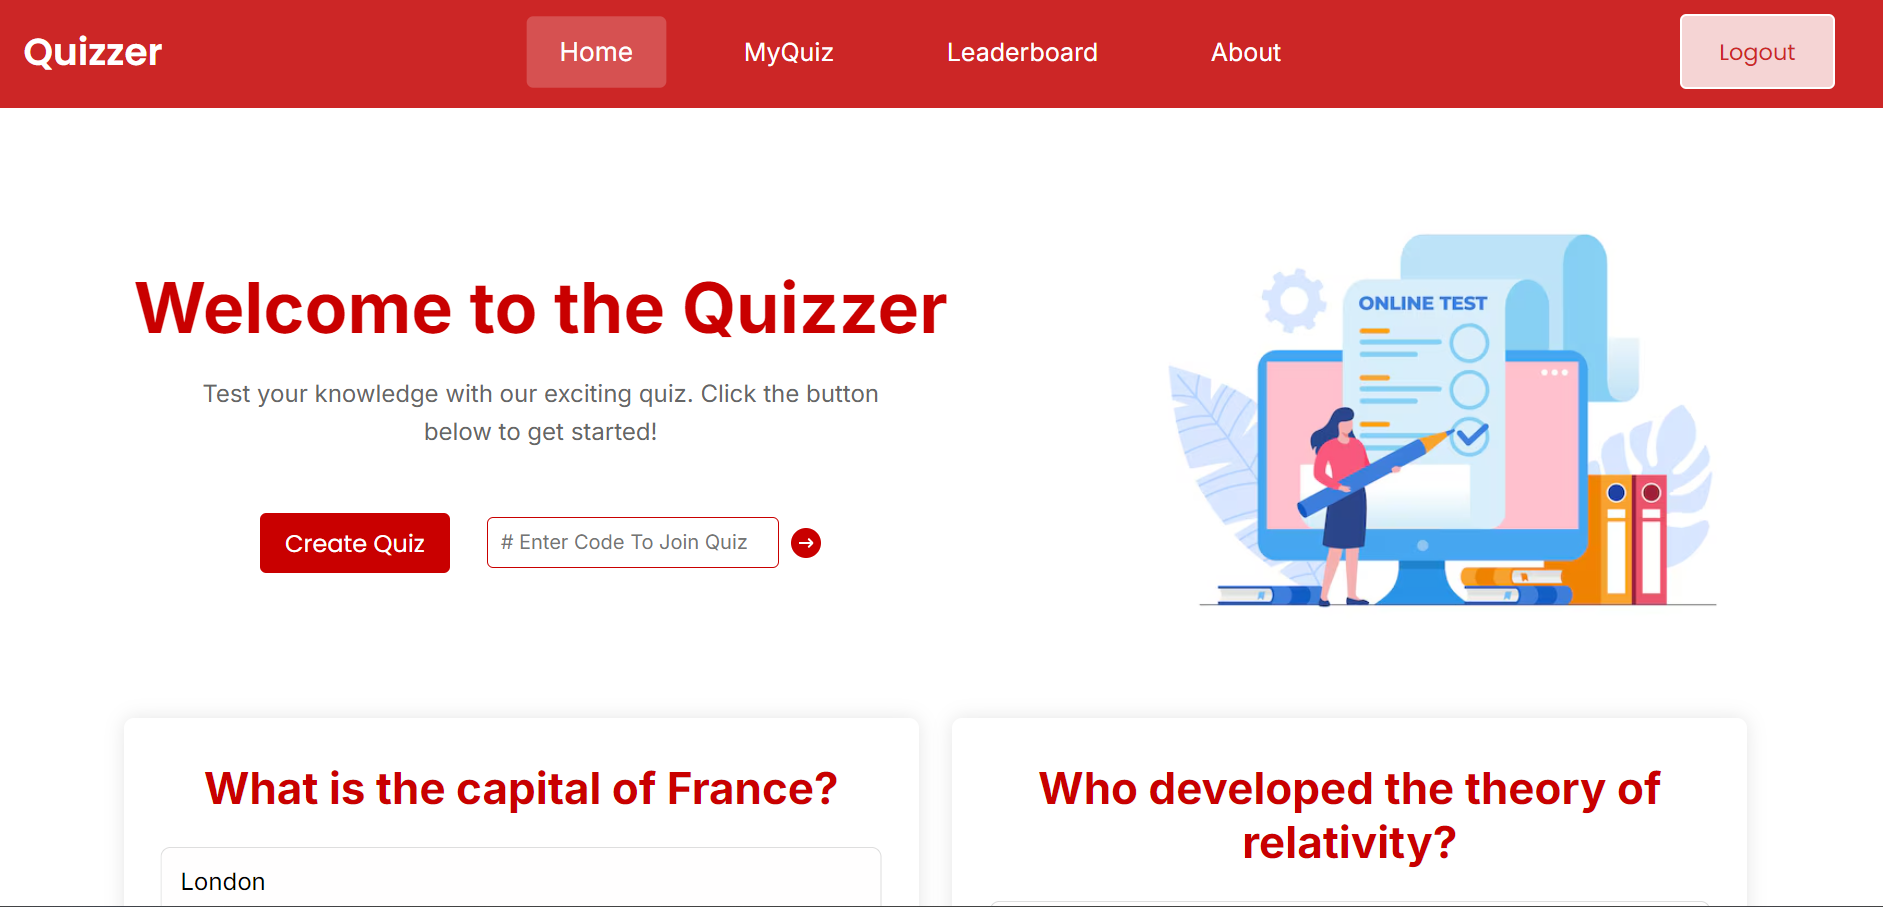 Quizzer
Home
MyQuiz
Leaderboard
About
Logout
Welcome to the Quizzer
Test your knowledge with our exciting quiz. Click the button
below to get started!
Create Quiz
# Enter Code To Join Quiz
ONLINE TEST
What is the capital of France?
London
Who developed the theory of
relativity?